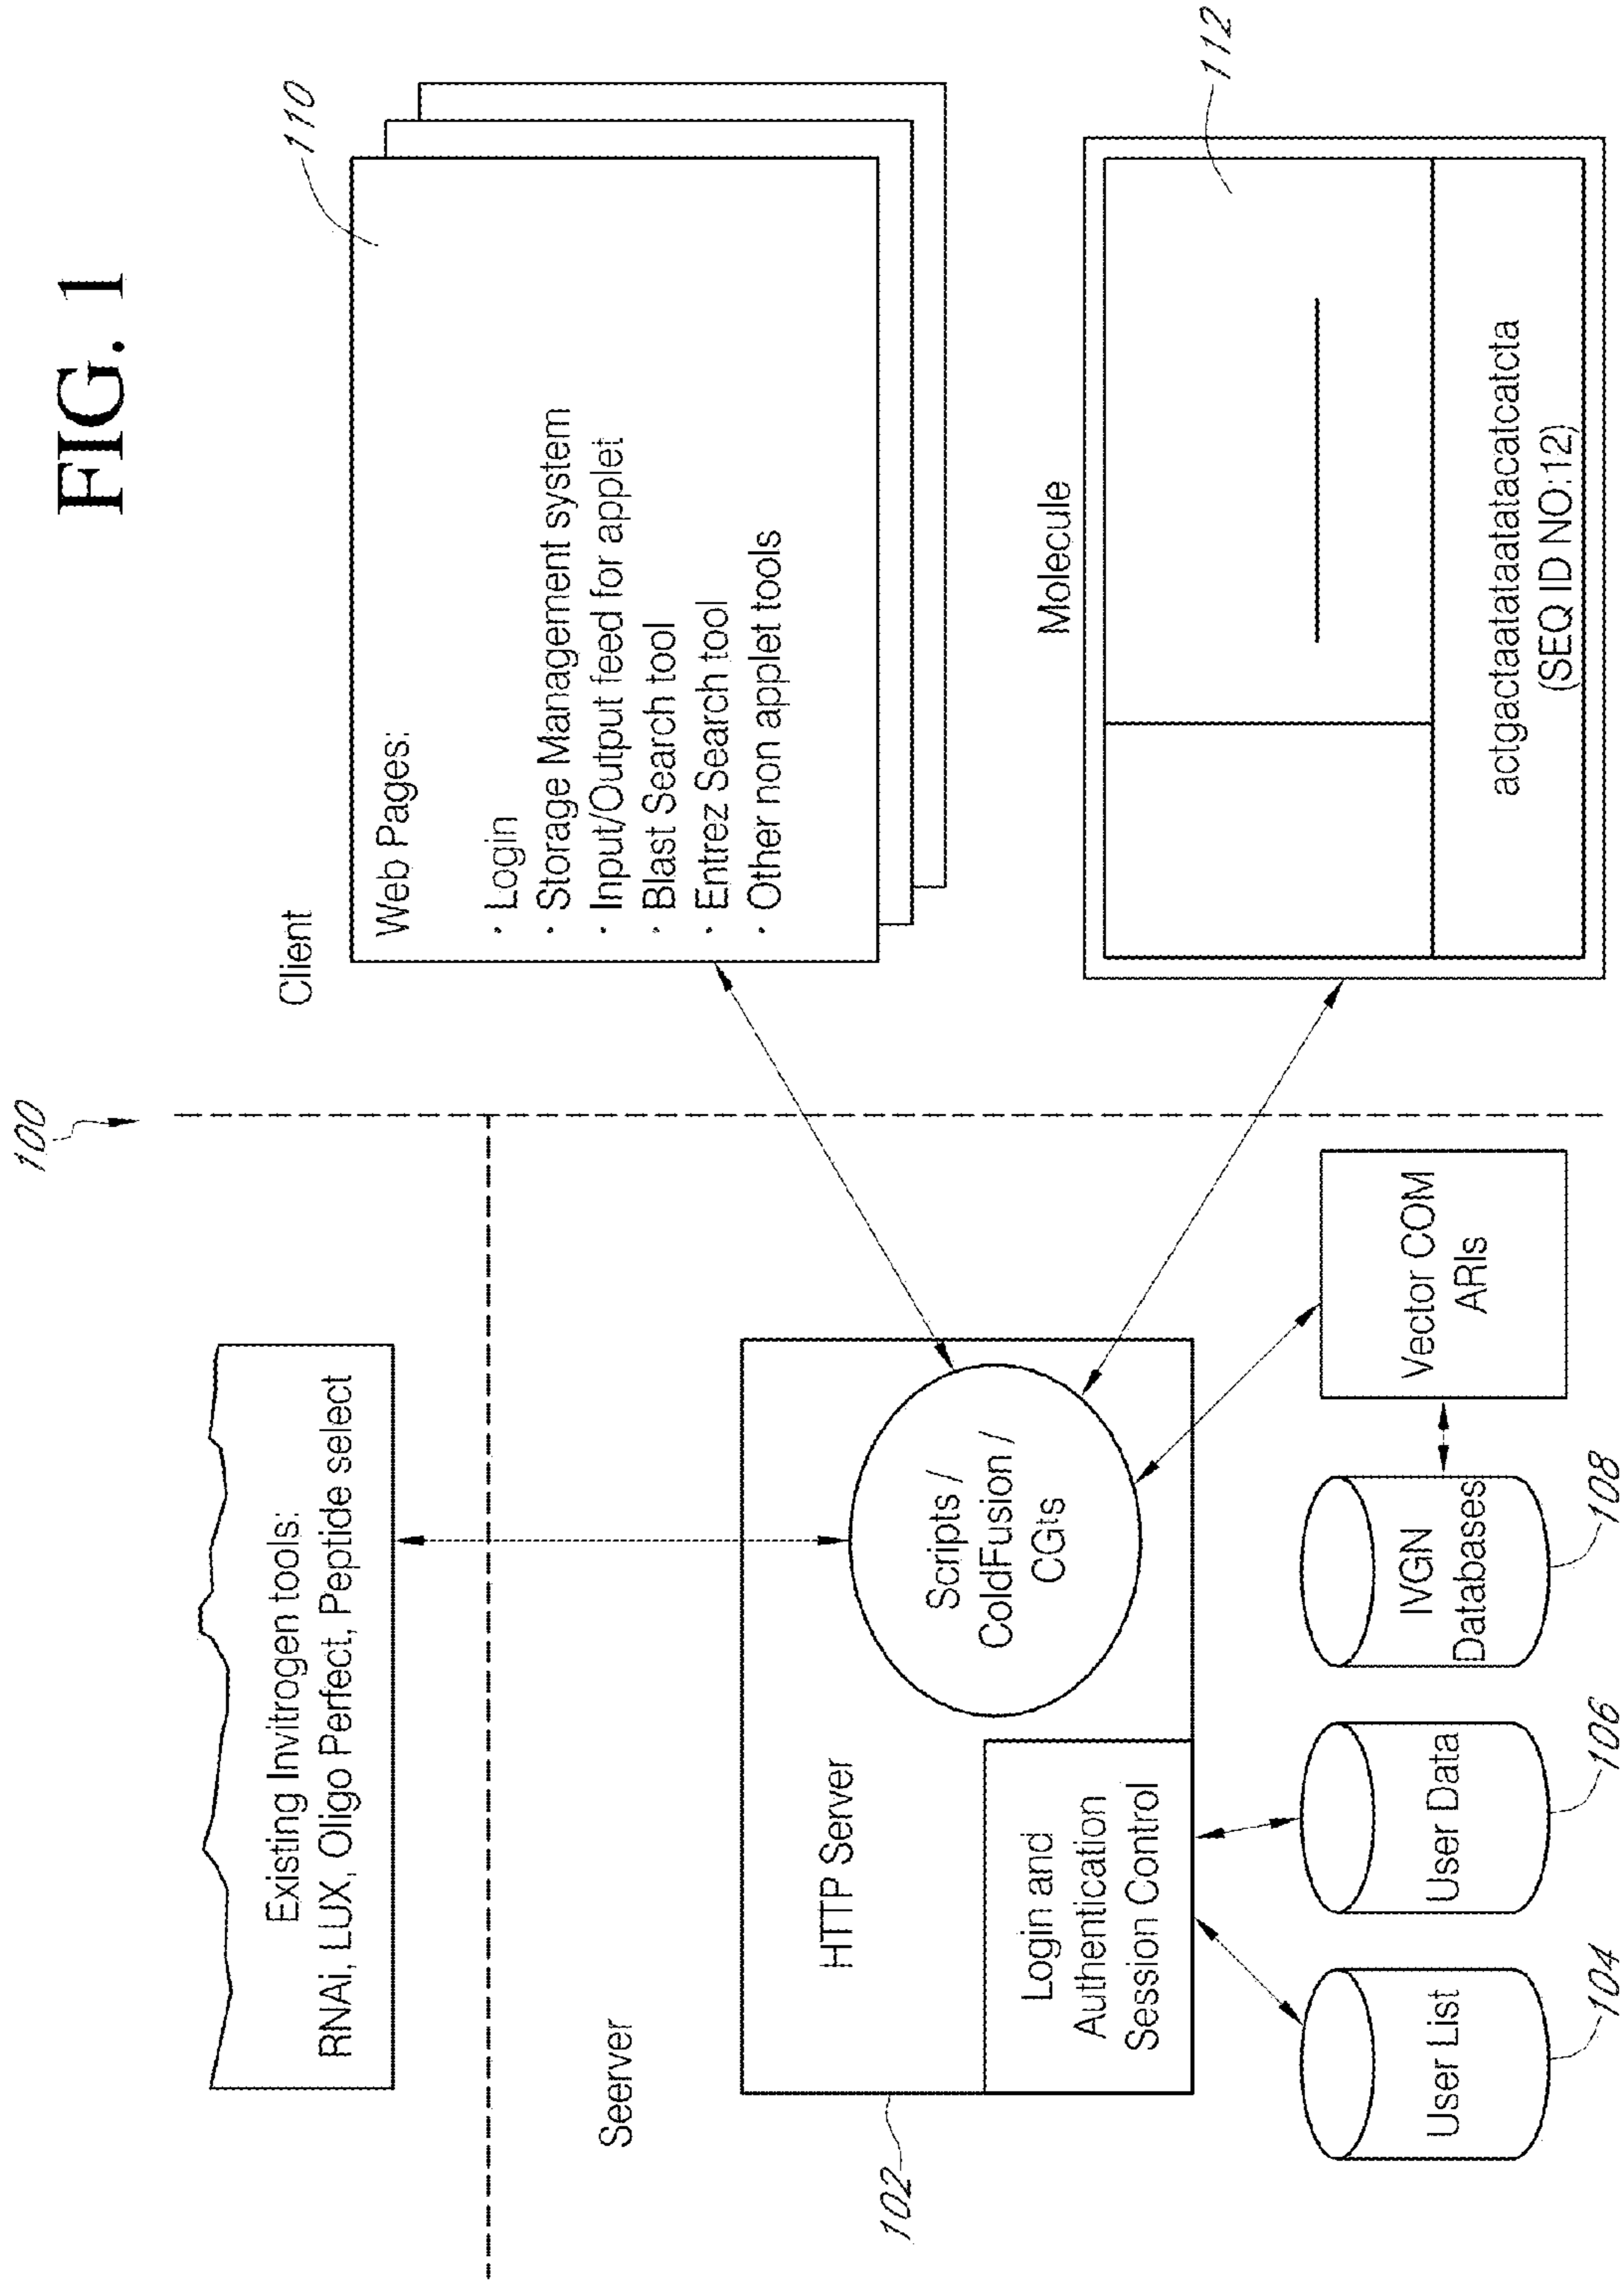 FIG. 1
100
Existing Invitrogen tools:
RNAi, LUX, Oligo Perfect, Peptide select
Seerver
102
HTTP Server
Login and
Authentication
Session Control
Scripts /
ColdFusion /
CGIts
User List
104
User Data
106
IVGN
Databases
108
Vector COM
ARIs
Client
110
Web Pages:
· Login
· Storage Management system
· Input/Output feed for applet
· Blast Search tool
· Entrez Search tool
· Other non applet tools
Molecule
112
actgactaatataatatacatcatcta
(SEQ ID NO:12)